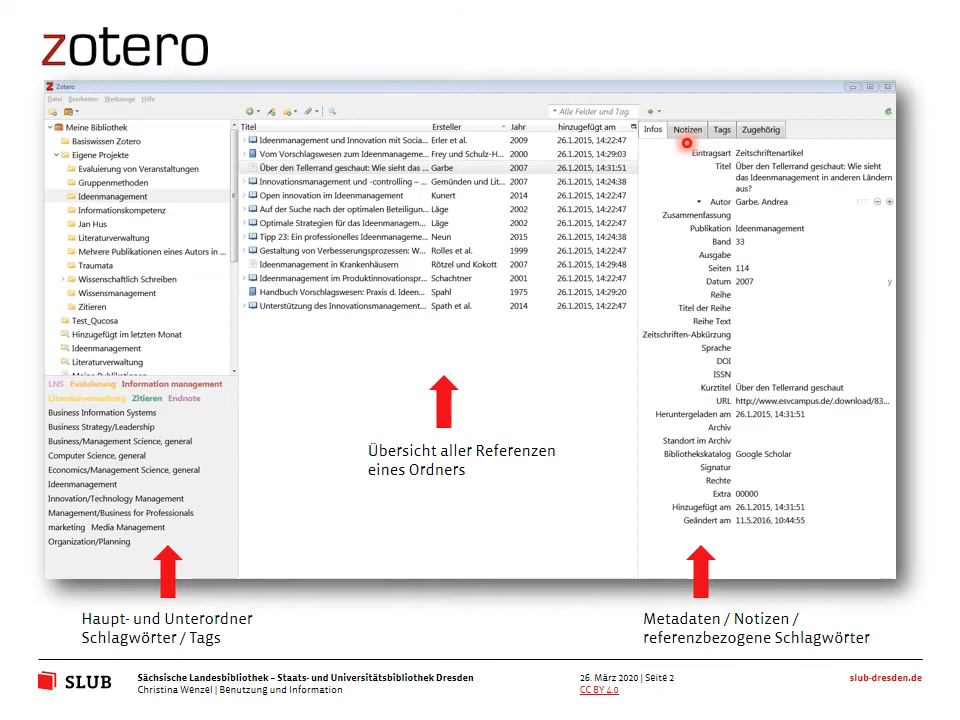 zotero
Zotero
Datei Bearbeiten Werkzeuge Hilfe
Alle Felder und Tag
Meine Bibliothek
Basiswissen Zotero
Eigene Projekte
Evaluierung von Veranstaltungen
Gruppenmethoden
Ideenmanagement
Informationskompetenz
Jan Hus
Literaturverwaltung
Mehrere Publikationen eines Autors in ...
Traumata
Wissenschaftlich Schreiben
Wissensmanagement
Zitieren
Test_Qucosa
Hinzugefügt im letzten Monat
Ideenmanagement
Literaturverwaltung
Meine Publikationen
LNS Evaluierung Information management
Literaturverwaltung Zitieren Endnote
Business Information Systems
Business Strategy/Leadership
Business/Management Science, general
Computer Science, general
Economics/Management Science, general
Ideenmanagement
Innovation/Technology Management
Management/Business for Professionals
marketing Media Management
Organization/Planning
Titel Ersteller Jahr hinzugefügt am
Ideenmanagement und Innovation mit Socia... Erler et al. 2009 26.1.2015, 14:22:47
Vom Vorschlagswesen zum Ideenmanageme... Frey und Schulz-H... 2000 26.1.2015, 14:29:03
Über den Tellerrand geschaut: Wie sieht das ... Garbe 2007 26.1.2015, 14:31:51
Innovationsmanagement und -controlling – ... Gemünden und Lit... 2007 26.1.2015, 14:24:38
Open innovation im Ideenmanagement Kunert 2014 26.1.2015, 14:22:47
Auf der Suche nach der optimalen Beteiligun... Läge 2002 26.1.2015, 14:22:47
Optimale Strategien für das Ideenmanagem... Läge 2002 26.1.2015, 14:22:47
Tipp 23: Ein professionelles Ideenmanageme... Neun 2015 26.1.2015, 14:24:38
Gestaltung von Verbesserungsprozessen: W... Rolles et al. 1999 26.1.2015, 14:22:47
Ideenmanagement in Krankenhäusern Rötzel und Kokott 2007 26.1.2015, 14:29:48
Ideenmanagement im Produktinnovationspr... Schachtner 2001 26.1.2015, 14:22:47
Handbuch Vorschlagswesen: Praxis d. Ideen... Spahl 1975 26.1.2015, 14:29:20
Unterstützung des Innovationsmanagement... Spath et al. 2014 26.1.2015, 14:22:47
Infos Notizen Tags Zugehörig
Eintragsart Zeitschriftenartikel
Titel Über den Tellerrand geschaut: Wie sieht
das Ideenmanagement in anderen Ländern
aus?
Autor Garbe, Andrea
Zusammenfassung
Publikation Ideenmanagement
Band 33
Ausgabe
Seiten 114
Datum 2007 y
Reihe
Titel der Reihe
Reihe Text
Zeitschriften-Abkürzung
Sprache
DOI
ISSN
Kurztitel Über den Tellerrand geschaut
URL http://www.esvcampus.de/.download/83...
Heruntergeladen am 26.1.2015, 14:31:51
Archiv
Standort im Archiv
Bibliothekskatalog Google Scholar
Signatur
Rechte
Extra 00000
Hinzugefügt am 26.1.2015, 14:31:51
Geändert am 11.5.2016, 10:44:55
Übersicht aller Referenzen
eines Ordners
Haupt- und Unterordner
Schlagwörter / Tags
Metadaten / Notizen /
referenzbezogene Schlagwörter
SLUB
Sächsische Landesbibliothek – Staats- und Universitätsbibliothek Dresden
Christina Wenzel | Benutzung und Information
26. März 2020 | Seite 2
CC BY 4.0
slub-dresden.de